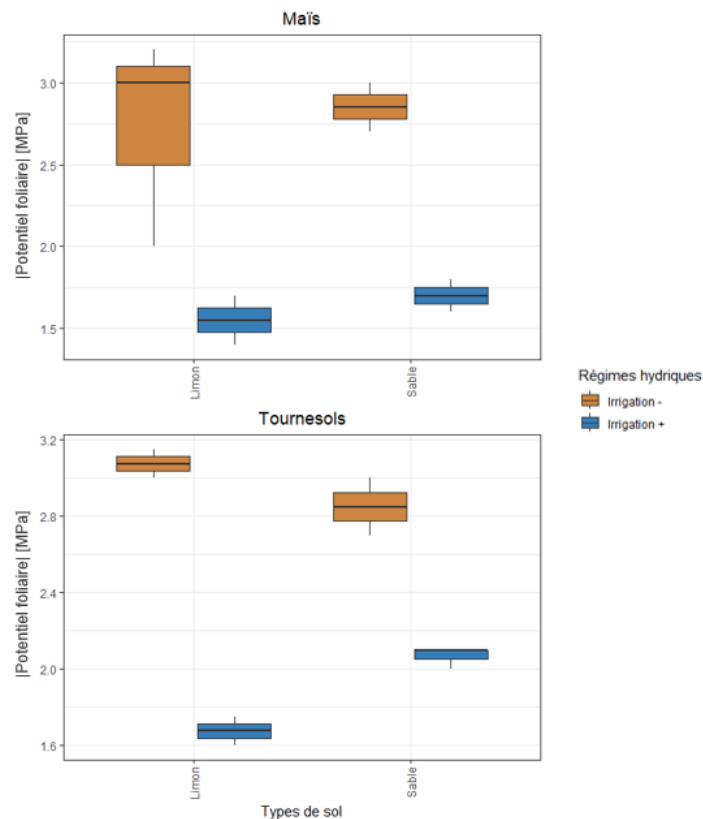 Maïs
|Potentiel foliaire| [MPa]
3.0
2.5
2.0
1.5
Limon
Sable
Régimes hydriques
Irrigation -
Irrigation +
Tournesols
|Potentiel foliaire| [MPa]
3.2
2.8
2.4
2.0
1.6
Limon
Sable
Types de sol